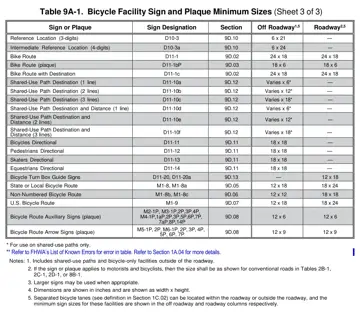 Table 9A-1. Bicycle Facility Sign and Plaque Minimum Sizes (Sheet 3 of 3)
Sign or Plaque Sign Designation Section Off Roadway¹,⁵ Roadway²,⁵
Reference Location (3-digits) D10-3 9D.10 6 x 21 —
Intermediate Reference Location (4-digits) D10-3a 9D.10 6 x 24 —
Bike Route D11-1 9D.02 24 x 18 24 x 18
Bike Route (plaque) D11-1bP 9D.03 18 x 6 18 x 6
Bike Route with Destination D11-1c 9D.02 24 x 18 24 x 18
Shared-Use Path Destination (1 line) D11-10a 9D.12 Varies x 6* —
Shared-Use Path Destination (2 lines) D11-10b 9D.12 Varies x 12* —
Shared-Use Path Destination (3 lines) D11-10c 9D.12 Varies x 18* —
Shared-Use Path Destination and Distance (1 line) D11-10d 9D.12 Varies x 6* —
Shared-Use Path Destination and
Distance (2 lines) D11-10e 9D.12 Varies x 12* —
Shared-Use Path Destination and
Distance (3 lines) D11-10f 9D.12 Varies x 18* —
Bicycles Directional D11-11 9D.11 18 x 18 —
Pedestrians Directional D11-12 9D.11 18 x 18 —
Skaters Directional D11-13 9D.11 18 x 18 —
Equestrians Directional D11-14 9D.11 18 x 18 —
Bicycle Turn Box Guide Signs D11-20, D11-20a 9D.13 — 12 x 18
State or Local Bicycle Route M1-8, M1-8a 9D.05 12 x 18 18 x 24
Non-Numbered Bicycle Route M1-8b, M1-8c 9D.06 12 x 12 18 x 18
U.S. Bicycle Route M1-9 9D.07 12 x 18 18 x 24
Bicycle Route Auxiliary Signs (plaque) 9D.08 12 x 6 12 x 6
Bicycle Route Arrow Signs (plaque) 9D.08 12 x 9 12 x 9
* For use on shared-use paths only.
** Refer to FHWA's List of Known Errors for error in table. Refer to Section 1A.04 for more details.
Notes: 1. Includes shared-use paths and bicycle-only facilities outside of the roadway.
2. If the sign or plaque applies to motorists and bicyclists, then the size shall be as shown for conventional roads in Tables 2B-1,
2C-1, 2D-1, or 8B-1.
3. Larger signs may be used when appropriate.
4. Dimensions are shown in inches and are shown as width x height.
5. Separated bicycle lanes (see definition in Section 1C.02) can be located within the roadway or outside the roadway, and the
minimum sign sizes for these facilities are shown in the off roadway and roadway columns respectively.